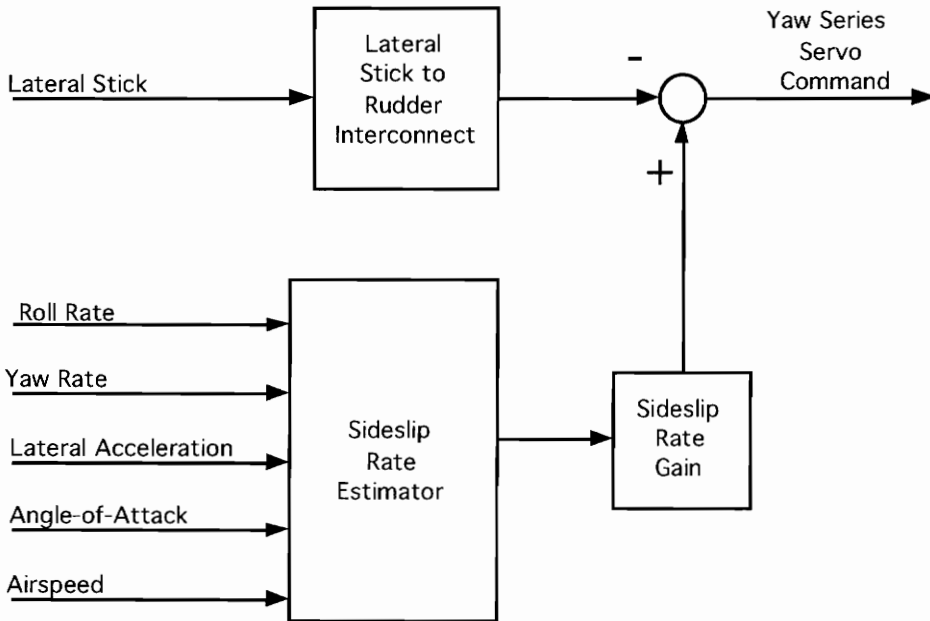 Lateral Stick
Lateral
Stick to
Rudder
Interconnect
-
+
Yaw Series
Servo
Command
Roll Rate
Yaw Rate
Lateral Acceleration
Angle-of-Attack
Airspeed
Sideslip
Rate
Estimator
Sideslip
Rate
Gain